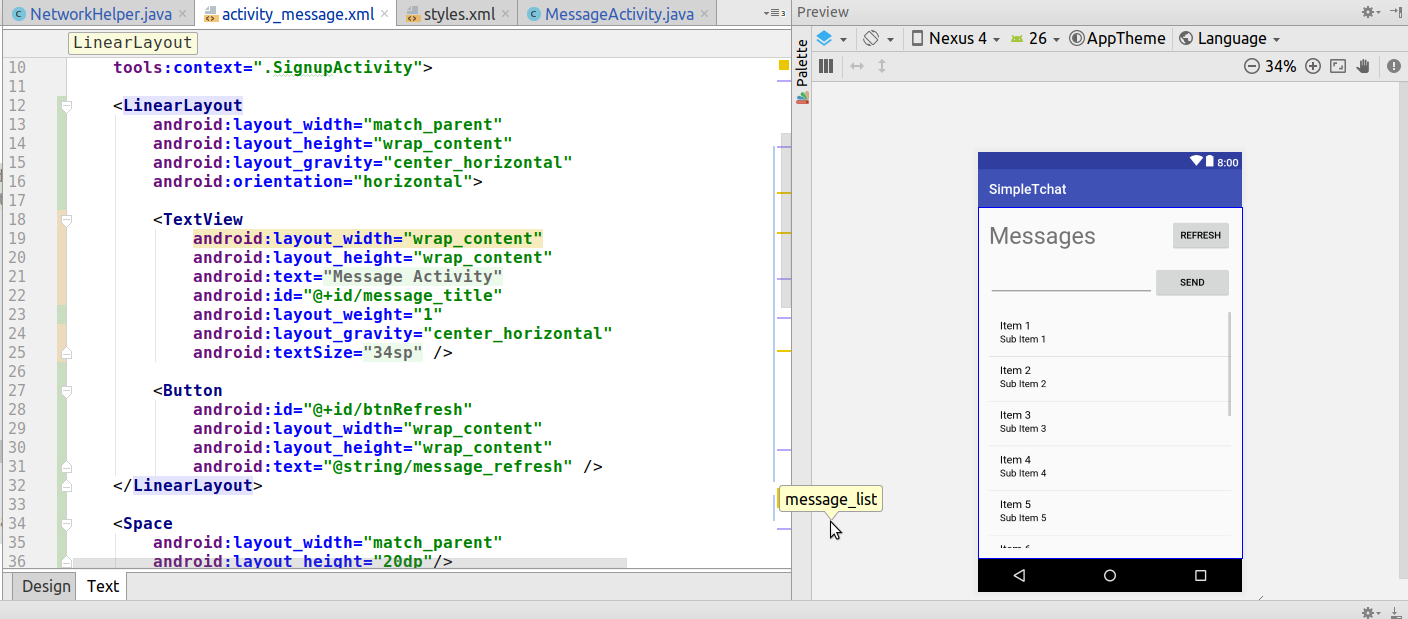 NetworkHelper.java
activity_message.xml
styles.xml
MessageActivity.java
3
Preview
LinearLayout
10 tools:context=".SignupActivity">
11
12 <LinearLayout
13 android:layout_width="match_parent"
14 android:layout_height="wrap_content"
15 android:layout_gravity="center_horizontal"
16 android:orientation="horizontal">
17
18 <TextView
19 android:layout_width="wrap_content"
20 android:layout_height="wrap_content"
21 android:text="Message Activity"
22 android:id="@+id/message_title"
23 android:layout_weight="1"
24 android:layout_gravity="center_horizontal"
25 android:textSize="34sp" />
26
27 <Button
28 android:id="@+id/btnRefresh"
29 android:layout_width="wrap_content"
30 android:layout_height="wrap_content"
31 android:text="@string/message_refresh" />
32 </LinearLayout>
33
34 <Space
35 android:layout_width="match_parent"
36 android:layout_height="20dp"/>
Design
Text
Palette
Nexus 4
26
AppTheme
Language
34%
message_list
8:00
SimpleTchat
Messages
REFRESH
SEND
Item 1
Sub Item 1
Item 2
Sub Item 2
Item 3
Sub Item 3
Item 4
Sub Item 4
Item 5
Sub Item 5